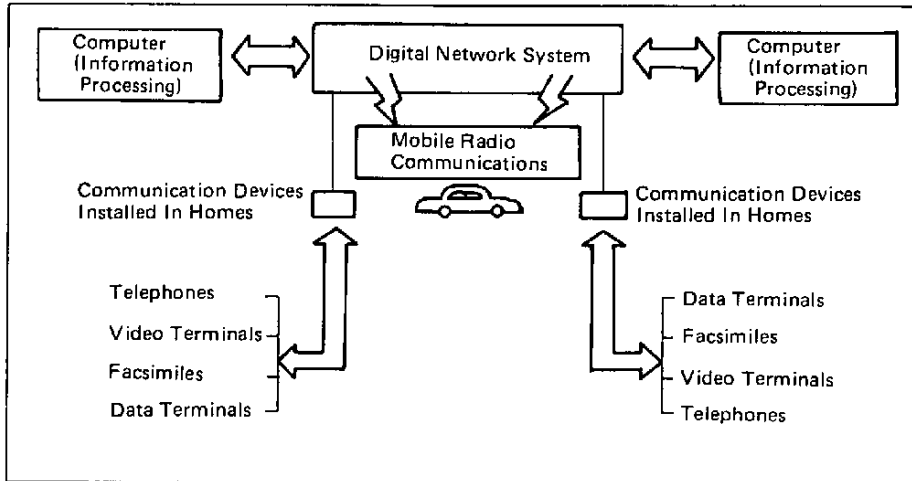 Computer
(Information
Processing)
Digital Network System
Computer
(Information
Processing)
Mobile Radio
Communications
Communication Devices
Installed In Homes
Communication Devices
Installed In Homes
Telephones
Video Terminals
Facsimiles
Data Terminals
Data Terminals
Facsimiles
Video Terminals
Telephones